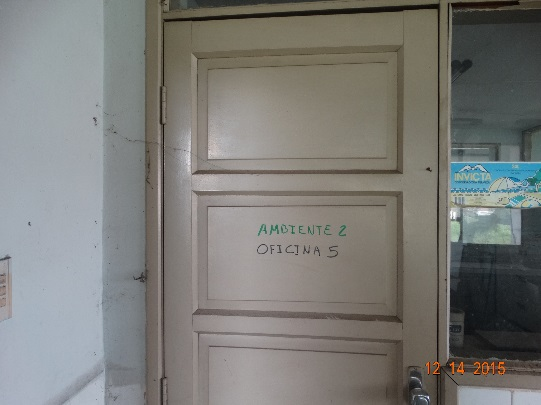 AMBIENTE 2
OFICINA 5
INVICTA
12 14 2015